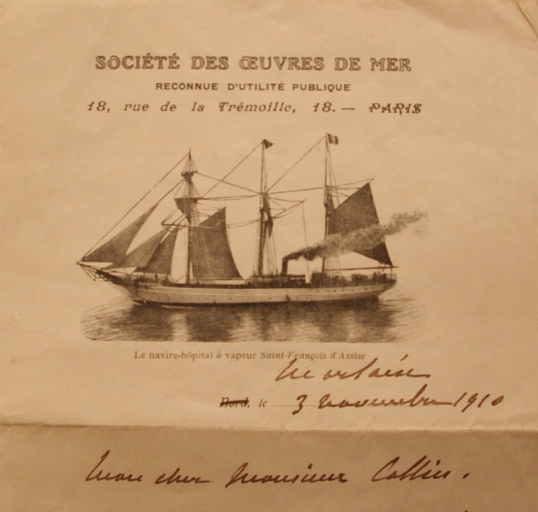 SOCIÉTÉ DES ŒUVRES DE MER
RECONNUE D'UTILITÉ PUBLIQUE
18, rue de la Trémoille, 18. — PARIS
Le navire-hôpital à vapeur Saint-François d'Assise
Morlaix
Bord, le 3 novembre 1910
Mon cher Monsieur Collin.